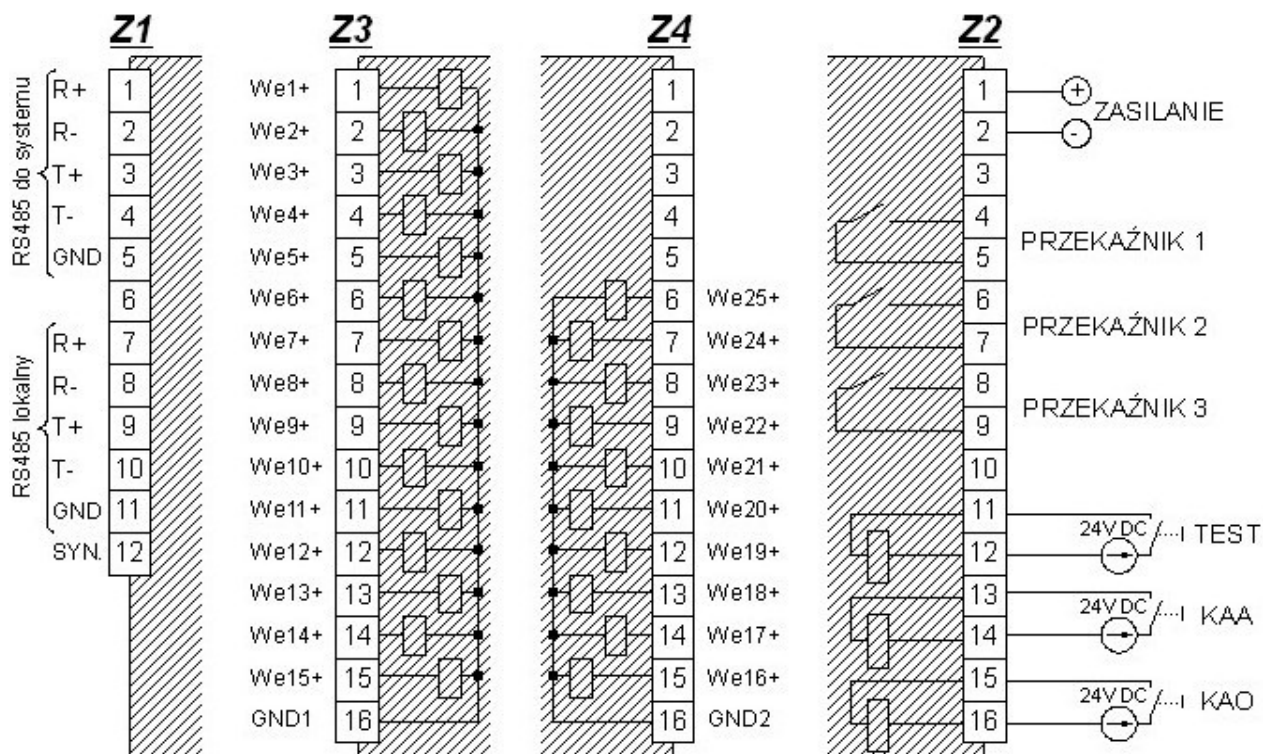 Z1
RS485 do systemu
R+ 1
R- 2
T+ 3
T- 4
GND 5
6
RS485 lokalny
R+ 7
R- 8
T+ 9
T- 10
GND 11
SYN. 12
Z3
We1+ 1
We2+ 2
We3+ 3
We4+ 4
We5+ 5
We6+ 6
We7+ 7
We8+ 8
We9+ 9
We10+ 10
We11+ 11
We12+ 12
We13+ 13
We14+ 14
We15+ 15
GND1 16
Z4
1
2
3
4
5
6 We25+
7 We24+
8 We23+
9 We22+
10 We21+
11 We20+
12 We19+
13 We18+
14 We17+
15 We16+
16 GND2
Z2
1 +
ZASILANIE
2 -
3
4
PRZEKAŹNIK 1
5
6
PRZEKAŹNIK 2
7
8
PRZEKAŹNIK 3
9
10
11
24V DC TEST
12
13
24V DC KAA
14
15
24V DC KAO
16